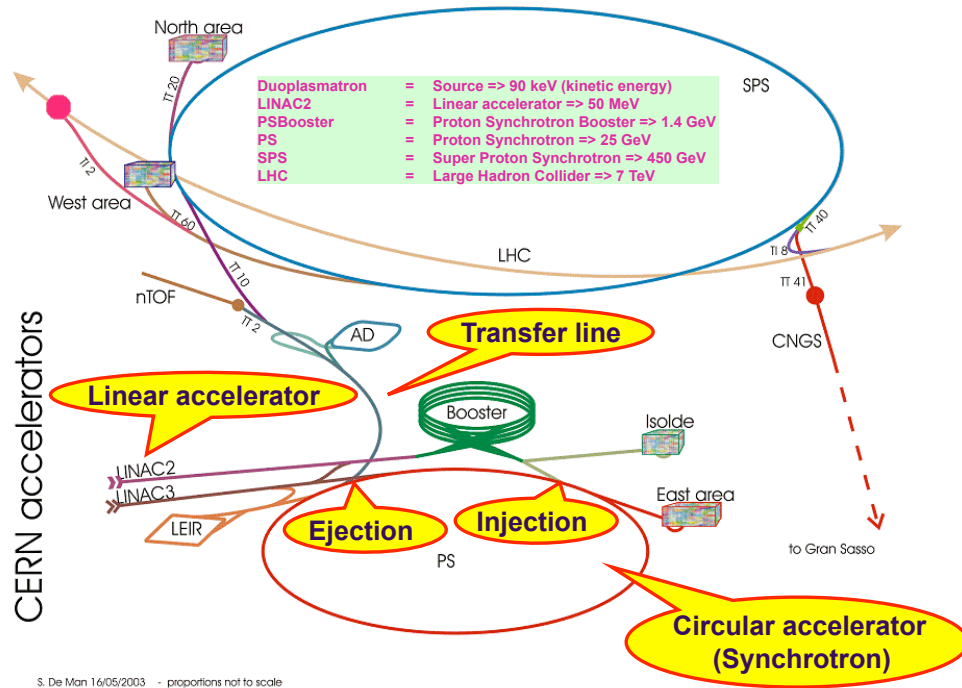 North area
SPS
TT 20
Duoplasmatron = Source => 90 keV (kinetic energy)
LINAC2 = Linear accelerator => 50 MeV
PSBooster = Proton Synchrotron Booster => 1.4 GeV
PS = Proton Synchrotron => 25 GeV
SPS = Super Proton Synchrotron => 450 GeV
LHC = Large Hadron Collider => 7 TeV
TI 2
West area
TT 60
TT 40
TI 8
LHC
TT 10
TT 41
nTOF
TT 2
AD
Transfer line
CNGS
Linear accelerator
Booster
Isolde
LINAC2
LINAC3
East area
LEIR
Ejection
Injection
PS
to Gran Sasso
Circular accelerator
(Synchrotron)
CERN accelerators
S. De Man 16/05/2003 - proportions not to scale